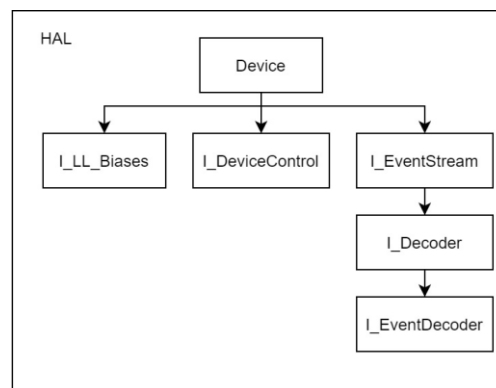 HAL
Device
I_LL_Biases
I_DeviceControl
I_EventStream
I_Decoder
I_EventDecoder